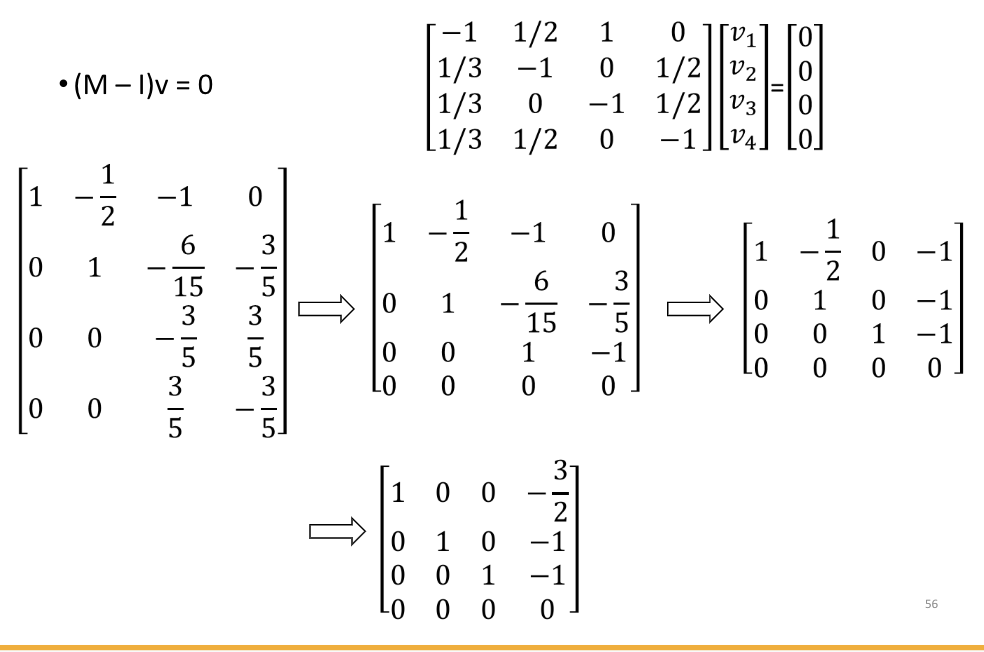 • (M – I)v = 0
[−1 1/2 1 0] [v₁] = [0]
[1/3 −1 0 1/2] [v₂] [0]
[1/3 0 −1 1/2] [v₃] [0]
[1/3 1/2 0 −1] [v₄] [0]
1 −1/2 −1 0
0 1 −6/15 −3/5
0 0 −3/5 3/5
0 0 3/5 −3/5
⇨
1 −1/2 −1 0
0 1 −6/15 −3/5
0 0 1 −1
0 0 0 0
⇨
1 −1/2 0 −1
0 1 0 −1
0 0 1 −1
0 0 0 0
⇨
1 0 0 −3/2
0 1 0 −1
0 0 1 −1
0 0 0 0
56